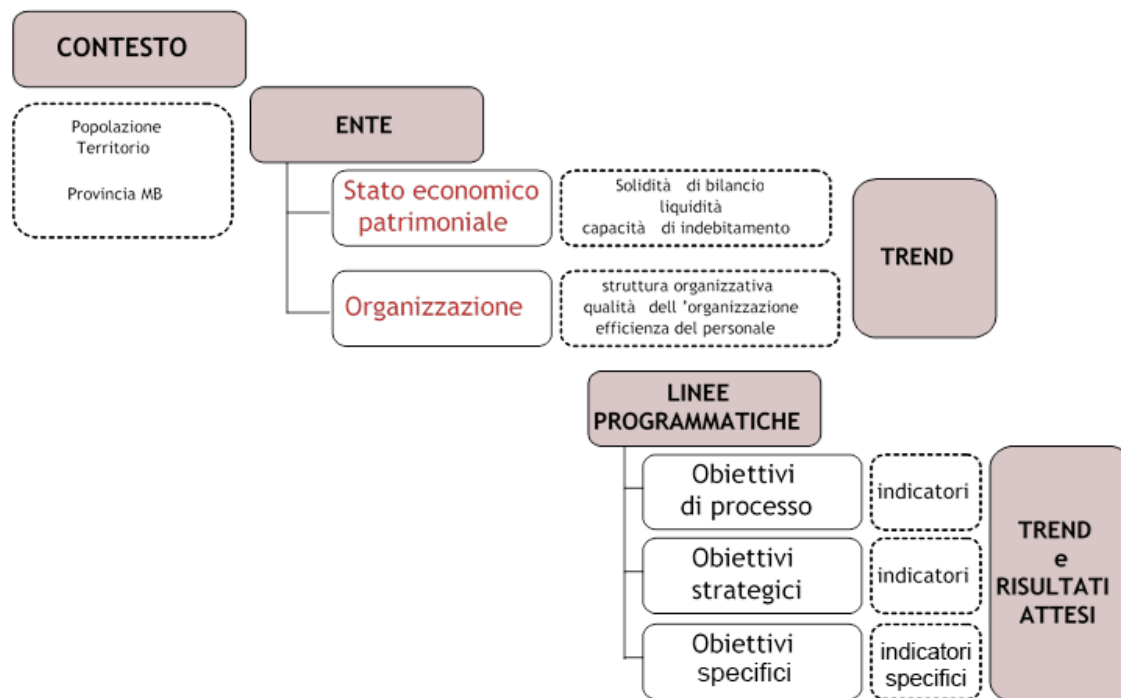 CONTESTO
Popolazione
Territorio
Provincia MB
ENTE
Stato economico
patrimoniale
Solidità di bilancio
liquidità
capacità di indebitamento
Organizzazione
struttura organizzativa
qualità dell 'organizzazione
efficienza del personale
TREND
LINEE
PROGRAMMATICHE
Obiettivi
di processo
indicatori
Obiettivi
strategici
indicatori
Obiettivi
specifici
indicatori
specifici
TREND
e
RISULTATI
ATTESI